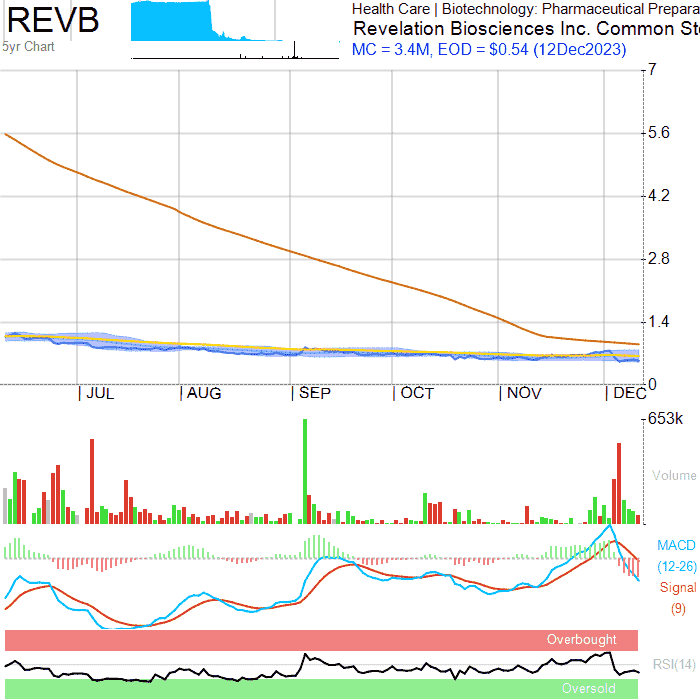 REVB
5yr Chart
Health Care | Biotechnology: Pharmaceutical Prepara
Revelation Biosciences Inc. Common Sto
MC = 3.4M, EOD = $0.54 (12Dec2023)
7
5.6
4.2
2.8
1.4
0
| JUL | AUG | SEP | OCT | NOV | DEC
653k
Volume
MACD
(12-26)
Signal
(9)
Overbought
RSI(14)
Oversold